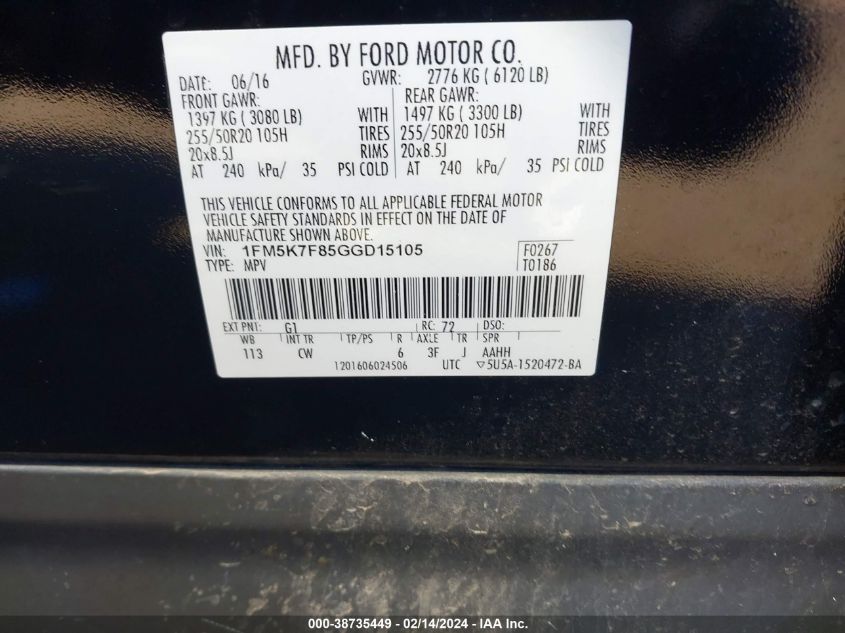 MFD. BY FORD MOTOR CO.
DATE: 06/16 GVWR: 2776 KG ( 6120 LB)
FRONT GAWR: REAR GAWR:
1397 KG ( 3080 LB) WITH 1497 KG ( 3300 LB) WITH
255/50R20 105H TIRES 255/50R20 105H TIRES
20x8.5J RIMS 20x8.5J RIMS
AT 240 kPa/ 35 PSI COLD AT 240 kPa/ 35 PSI COLD
THIS VEHICLE CONFORMS TO ALL APPLICABLE FEDERAL MOTOR
VEHICLE SAFETY STANDARDS IN EFFECT ON THE DATE OF
MANUFACTURE SHOWN ABOVE.
VIN: 1FM5K7F85GGD15105 F0267
TYPE: MPV T0186
EXT PNT: G1 RC: 72 DSO:
WB INT TR TP/PS R AXLE TR SPR
113 CW 6 3F J AAHH
1201606024506 UTC ▽5U5A-1520472-BA
000-38735449 - 02/14/2024 - IAA Inc.